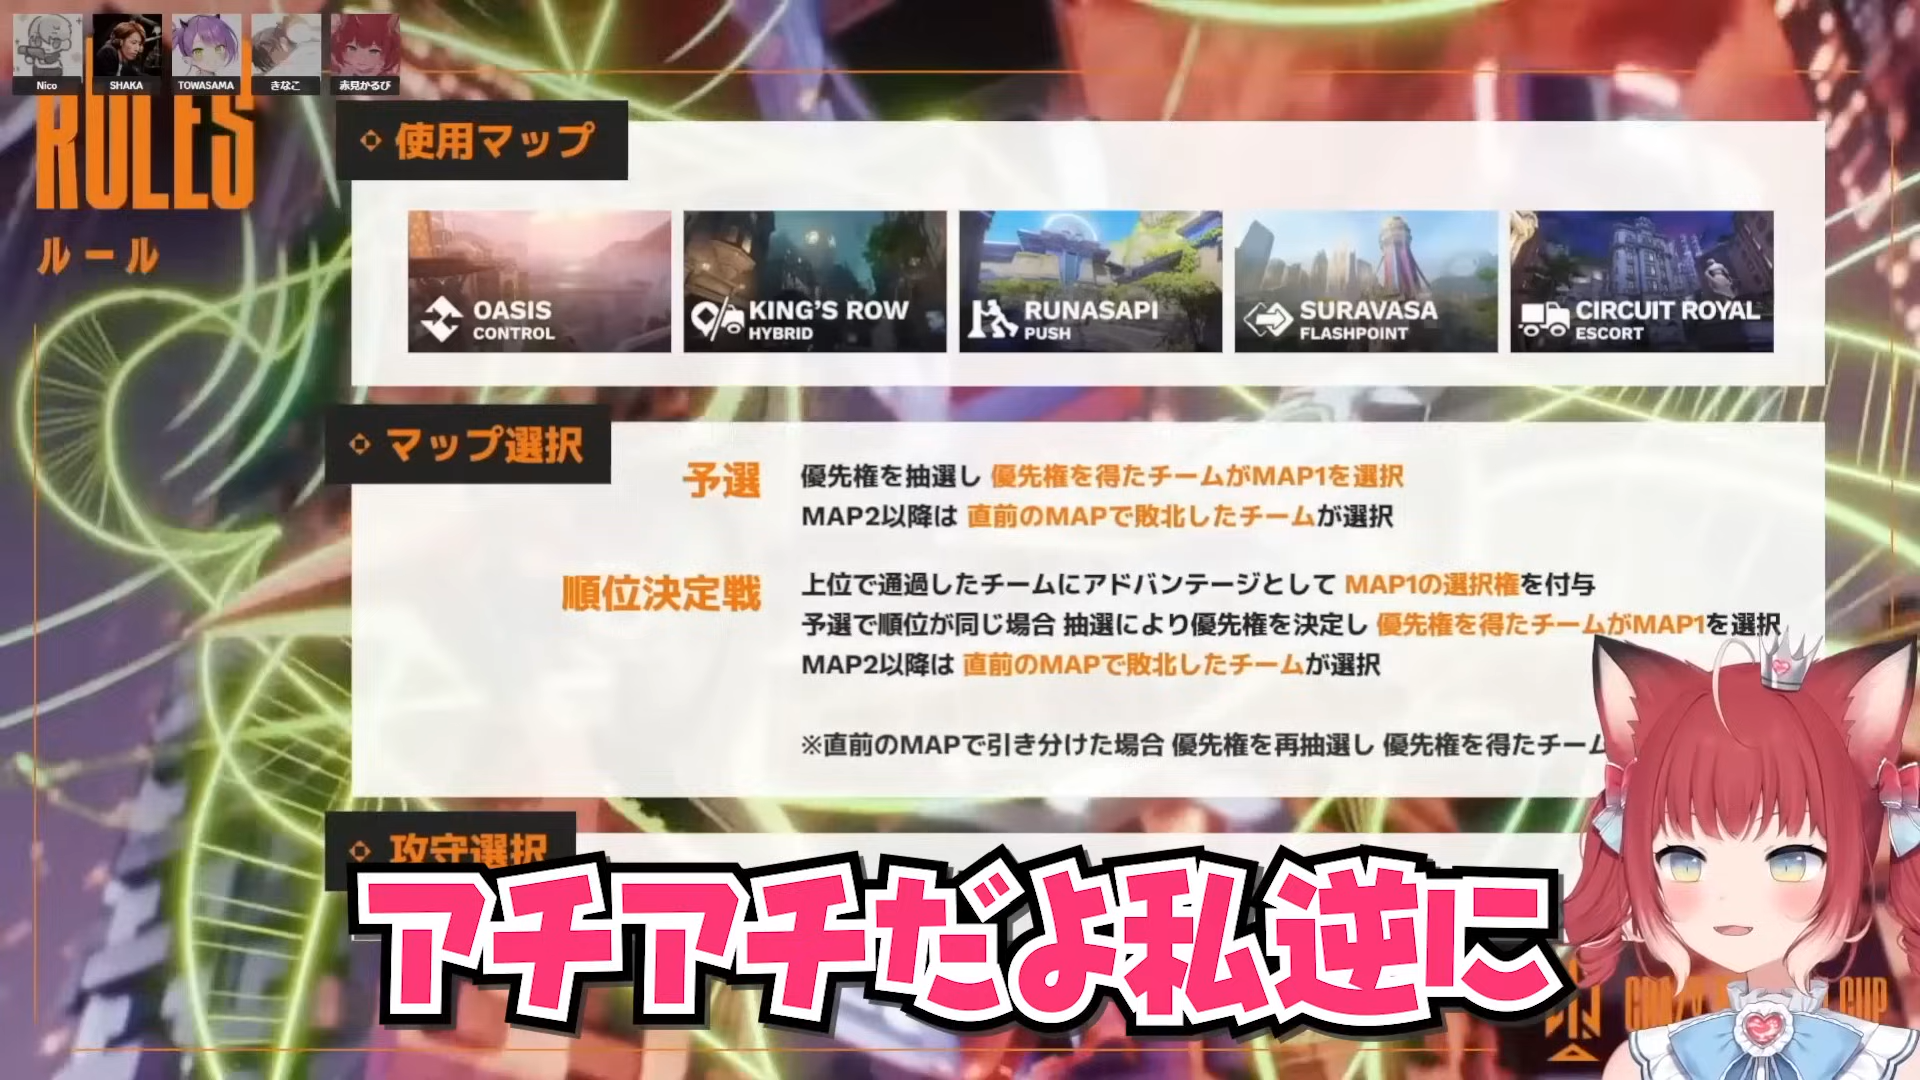 Nico
SHAKA
TOWASAMA
きなこ
赤見かるび
RULES
ルール
使用マップ
OASIS
CONTROL
KING'S ROW
HYBRID
RUNASAPI
PUSH
SURAVASA
FLASHPOINT
CIRCUIT ROYAL
ESCORT
マップ選択
予選
優先権を抽選し 優先権を得たチームがMAP1を選択
MAP2以降は 直前のMAPで敗北したチームが選択
順位決定戦
上位で通過したチームにアドバンテージとして MAP1の選択権を付与
予選で順位が同じ場合 抽選により優先権を決定し 優先権を得たチームがMAP1を選択
MAP2以降は 直前のMAPで敗北したチームが選択
※直前のMAPで引き分けた場合 優先権を再抽選し 優先権を得たチーム
攻守選択
アチアチだよ私逆に
CUP